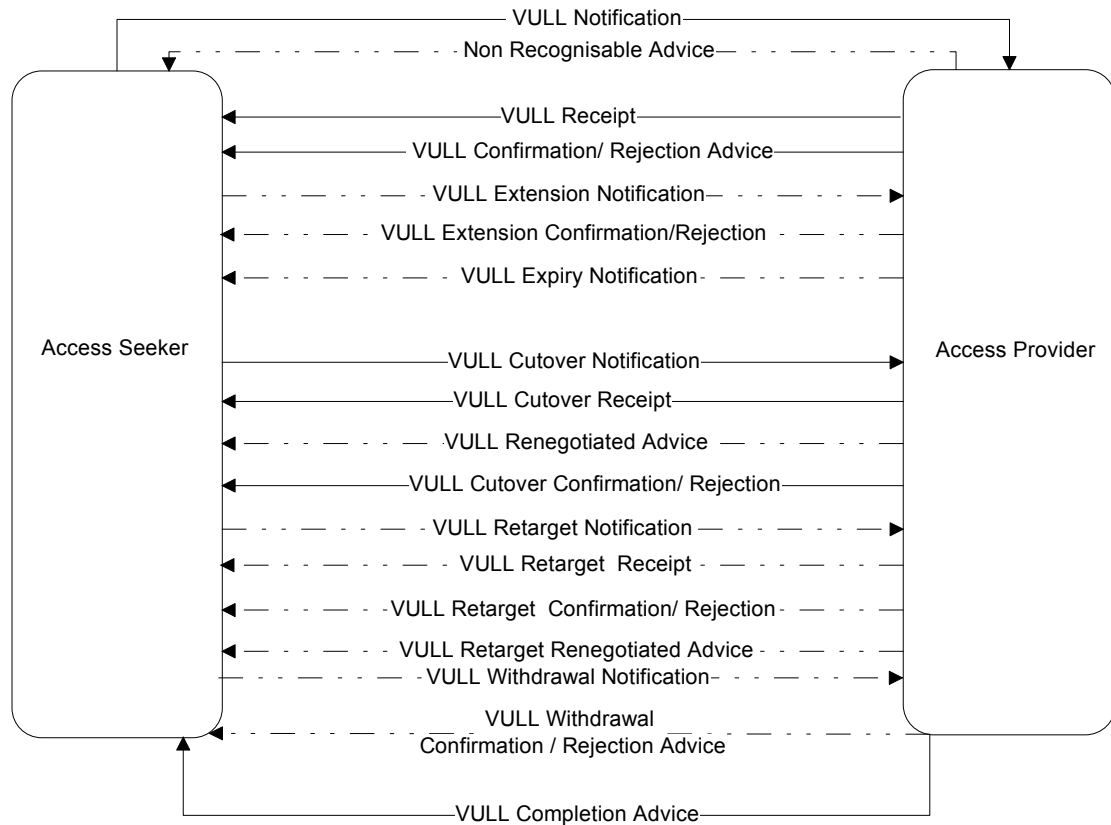 VULL Notification
Non Recognisable Advice
VULL Receipt
VULL Confirmation/ Rejection Advice
VULL Extension Notification
VULL Extension Confirmation/Rejection
VULL Expiry Notification
Access Seeker
Access Provider
VULL Cutover Notification
VULL Cutover Receipt
VULL Renegotiated Advice
VULL Cutover Confirmation/ Rejection
VULL Retarget Notification
VULL Retarget Receipt
VULL Retarget Confirmation/ Rejection
VULL Retarget Renegotiated Advice
VULL Withdrawal Notification
VULL Withdrawal
Confirmation / Rejection Advice
VULL Completion Advice